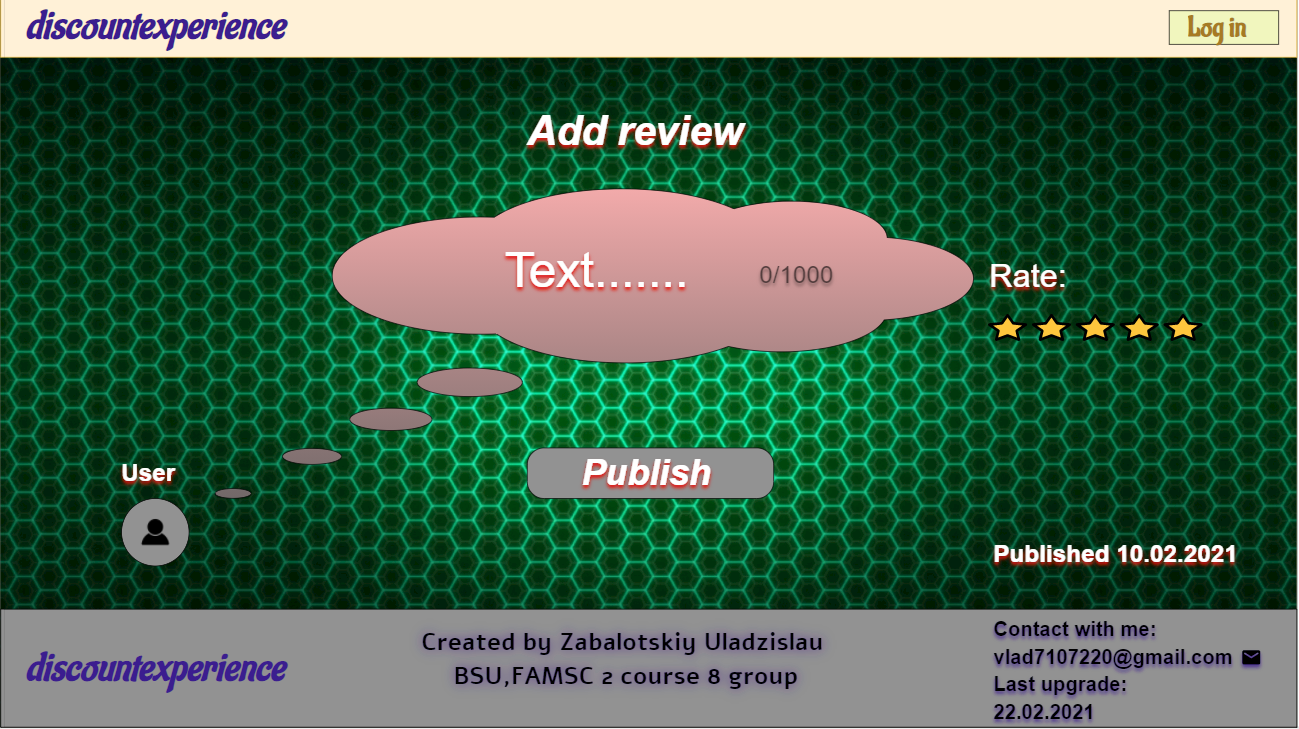 discountexperience
Log in
Add review
Text.......
0/1000
Rate:
Publish
User
Published 10.02.2021
discountexperience
Created by Zabalotskiy Uladzislau
BSU,FAMSC 2 course 8 group
Contact with me:
vlad7107220@gmail.com
Last upgrade:
22.02.2021